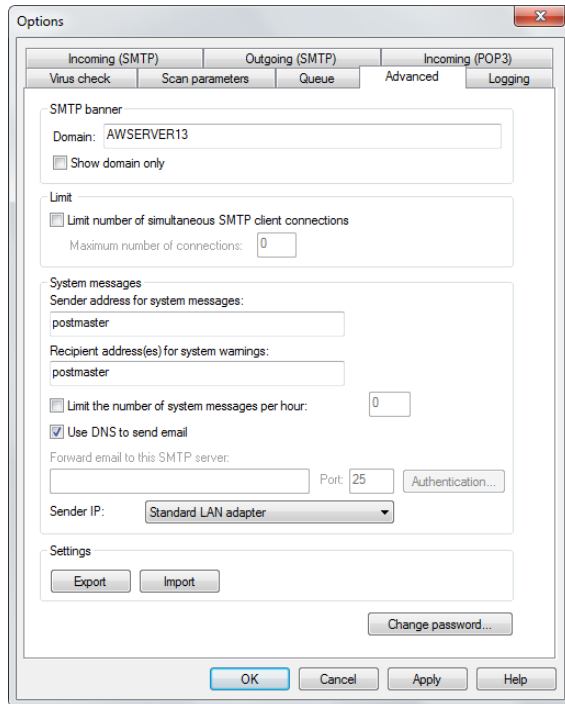 Options
Incoming (SMTP) Outgoing (SMTP) Incoming (POP3)
Virus check Scan parameters Queue Advanced Logging
SMTP banner
Domain: AWSERVER13
Show domain only
Limit
Limit number of simultaneous SMTP client connections
Maximum number of connections: 0
System messages
Sender address for system messages:
postmaster
Recipient address(es) for system warnings:
postmaster
Limit the number of system messages per hour: 0
Use DNS to send email
Forward email to this SMTP server:
Port: 25 Authentication...
Sender IP: Standard LAN adapter
Settings
Export Import
Change password...
OK Cancel Apply Help